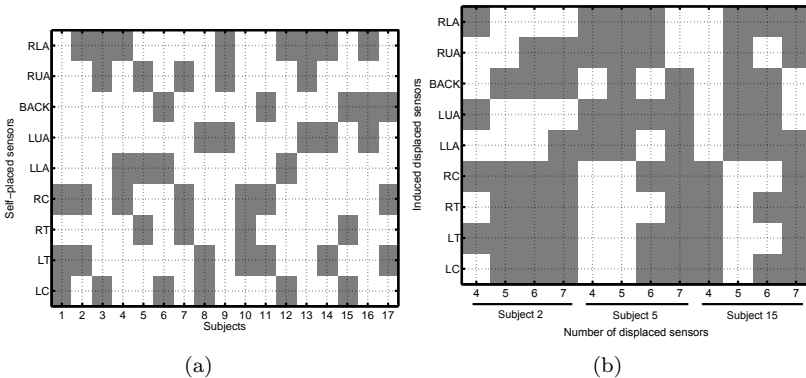 Self-placed sensors
RLA
RUA
BACK
LUA
LLA
RC
RT
LT
LC
1 2 3 4 5 6 7 8 9 10 11 12 13 14 15 16 17
Subjects
(a)
Induced displaced sensors
RLA
RUA
BACK
LUA
LLA
RC
RT
LT
LC
4 5 6 7 4 5 6 7 4 5 6 7
Subject 2 Subject 5 Subject 15
Number of displaced sensors
(b)